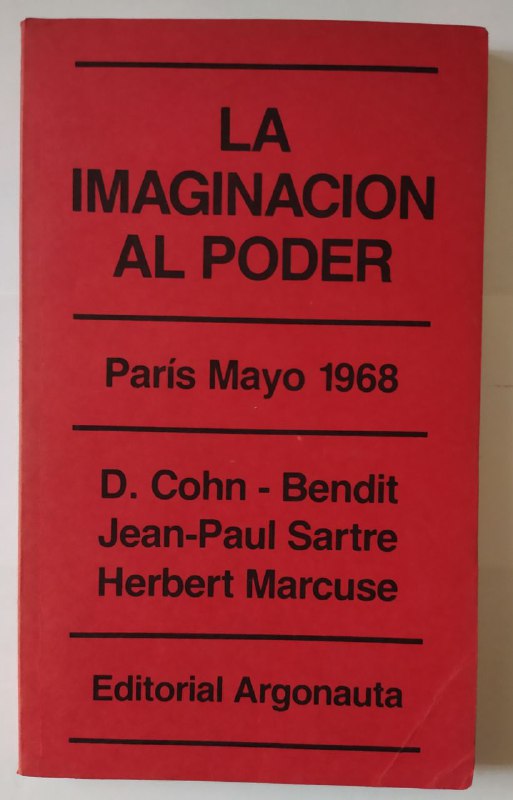 LA
IMAGINACION
AL PODER
París Mayo 1968
D. Cohn - Bendit
Jean-Paul Sartre
Herbert Marcuse
Editorial Argonauta